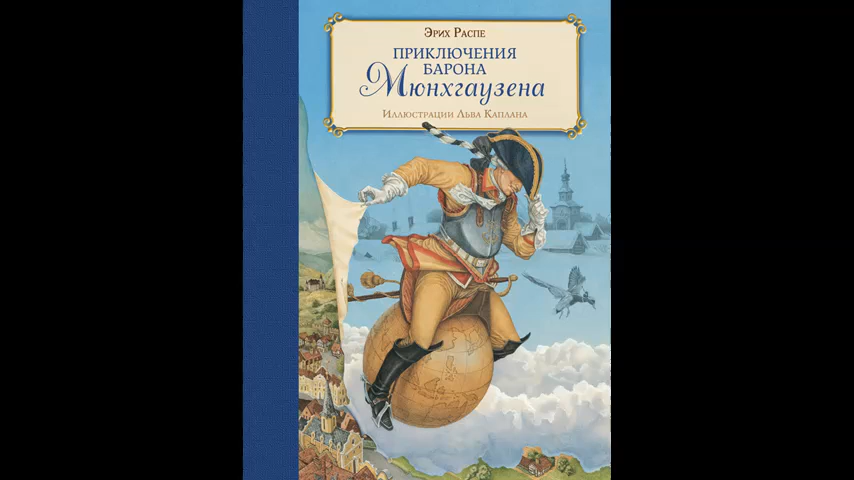 Эрих Распе
ПРИКЛЮЧЕНИЯ
БАРОНА
Мюнхгаузена
Иллюстрации Льва Каплана